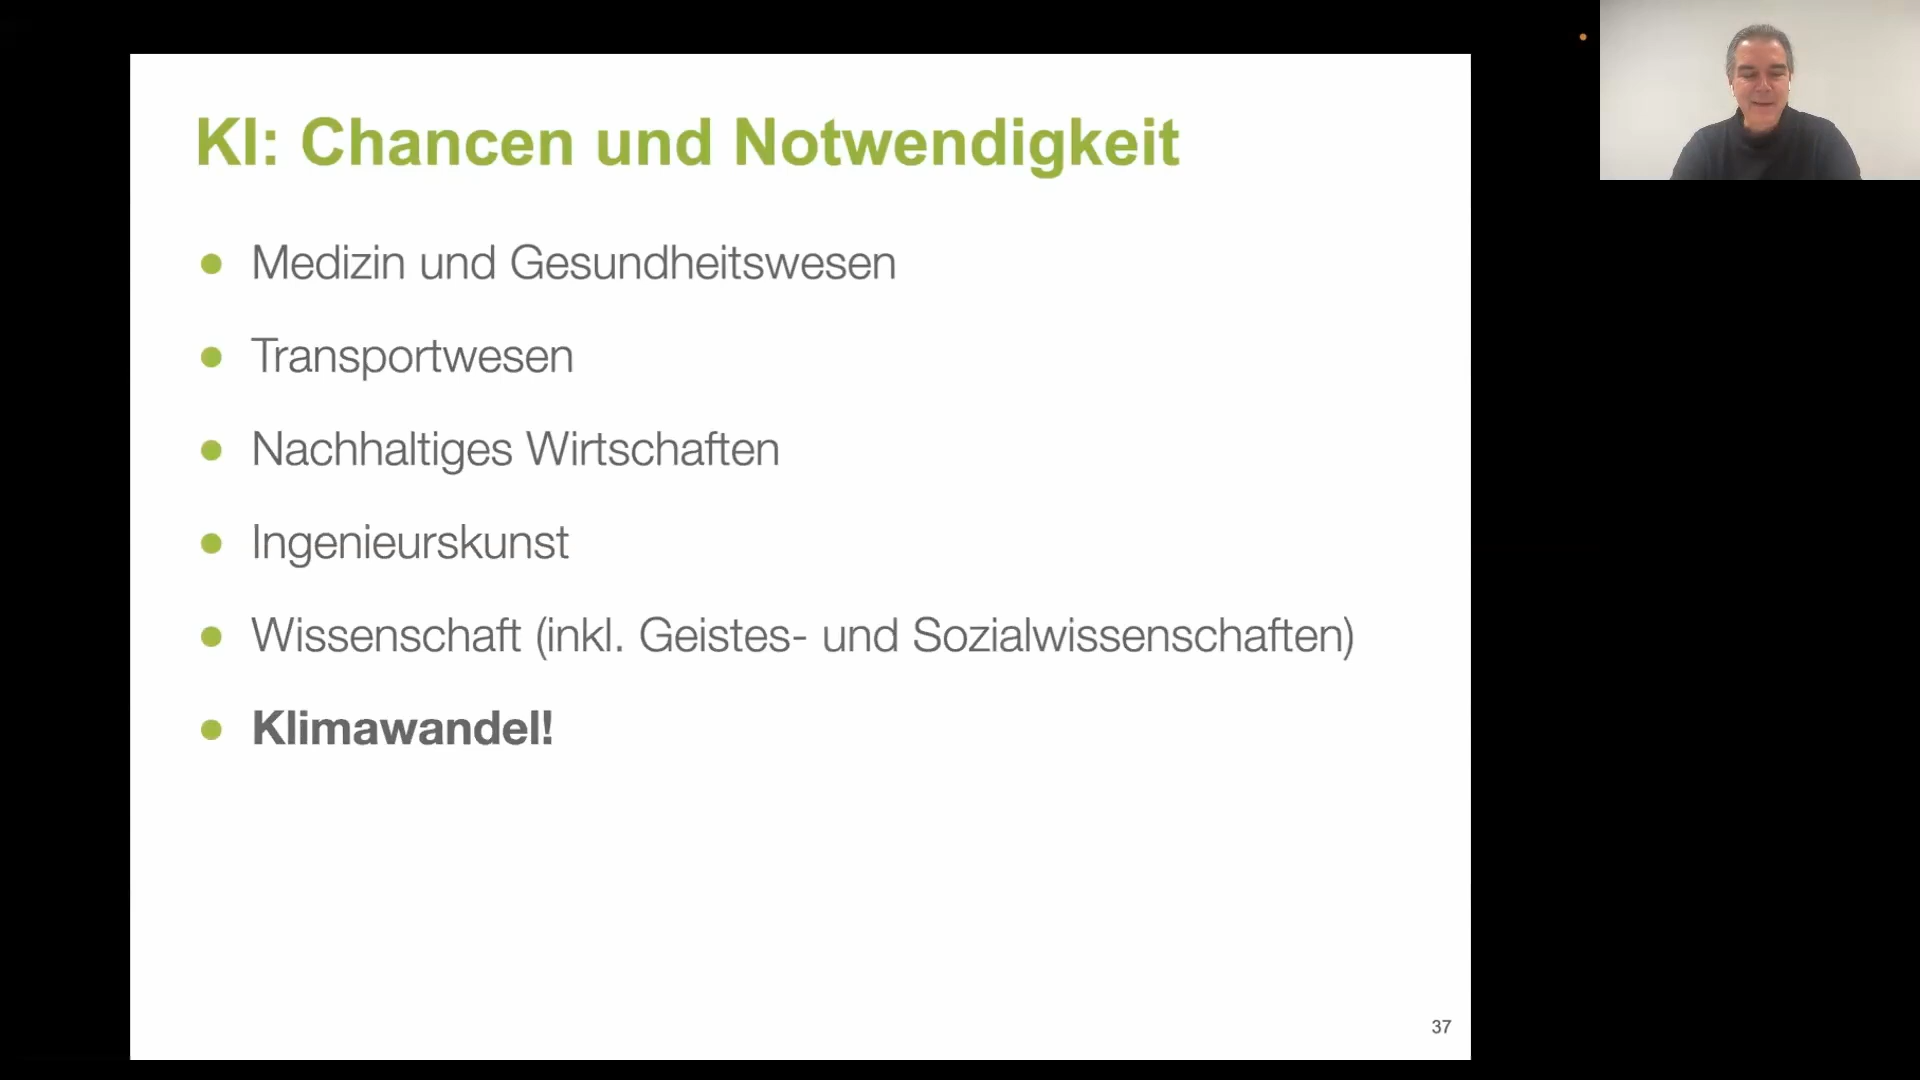 KI: Chancen und Notwendigkeit
Medizin und Gesundheitswesen
Transportwesen
Nachhaltiges Wirtschaften
Ingenieurskunst
Wissenschaft (inkl. Geistes- und Sozialwissenschaften)
Klimawandel!
37